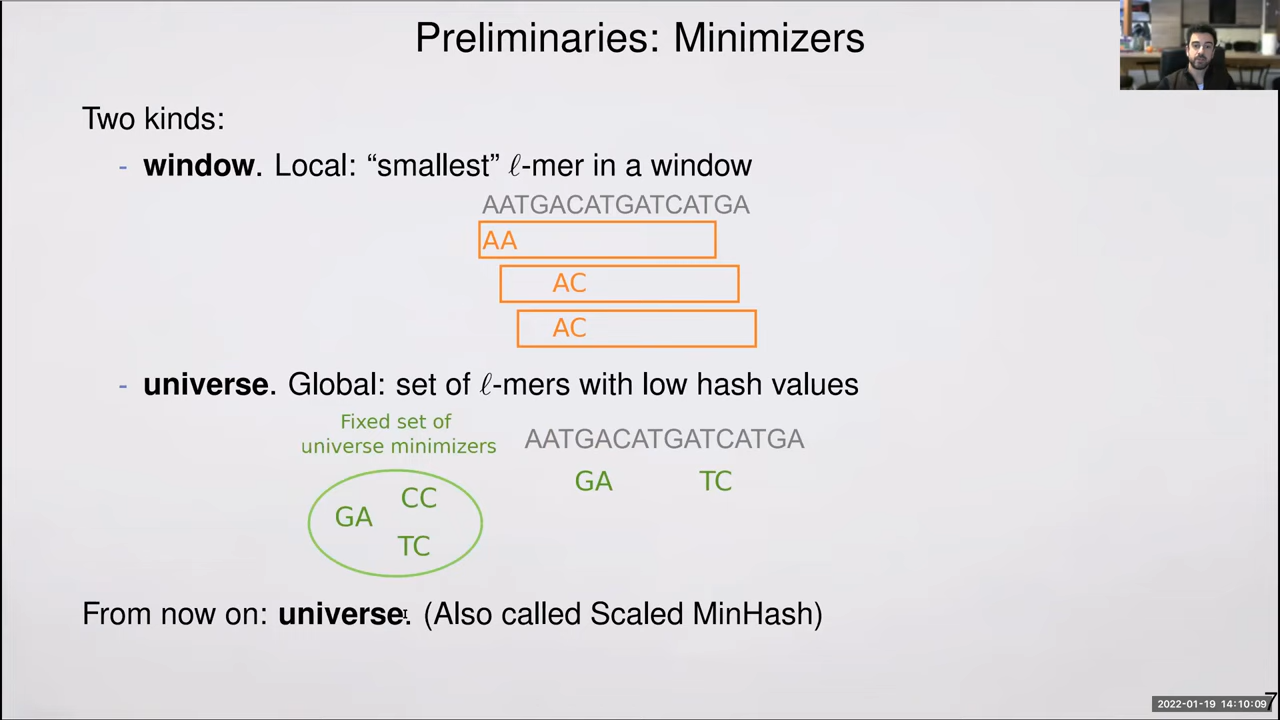 Preliminaries: Minimizers
Two kinds:
- window. Local: “smallest” ℓ-mer in a window
AATGACATGATCATGA
AA
AC
AC
- universe. Global: set of ℓ-mers with low hash values
Fixed set of
universe minimizers
AATGACATGATCATGA
GA
TC
CC
GA
TC
From now on: universe. (Also called Scaled MinHash)
2022-01-19 14:10:09
7